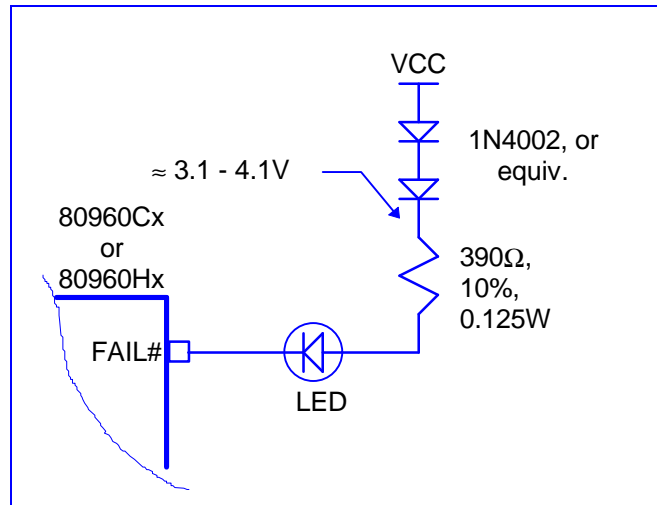 VCC
1N4002, or
equiv.
≈ 3.1 - 4.1V
80960Cx
or
80960Hx
390Ω,
10%,
0.125W
FAIL#
LED